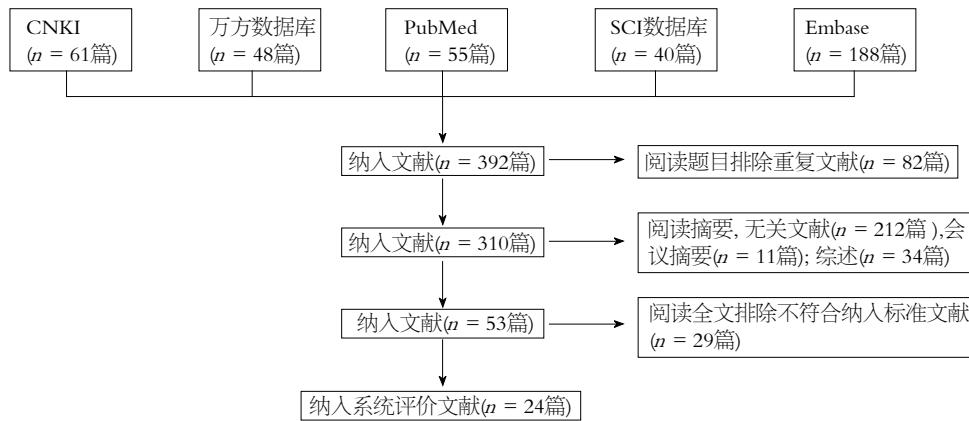 CNKI
(n = 61篇)
万方数据库
(n = 48篇)
PubMed
(n = 55篇)
SCI数据库
(n = 40篇)
Embase
(n = 188篇)
纳入文献(n = 392篇)
阅读题目排除重复文献(n = 82篇)
纳入文献(n = 310篇)
阅读摘要, 无关文献(n = 212篇 ),会
议摘要(n = 11篇); 综述(n = 34篇)
纳入文献(n = 53篇)
阅读全文排除不符合纳入标准文献
(n = 29篇)
纳入系统评价文献(n = 24篇)